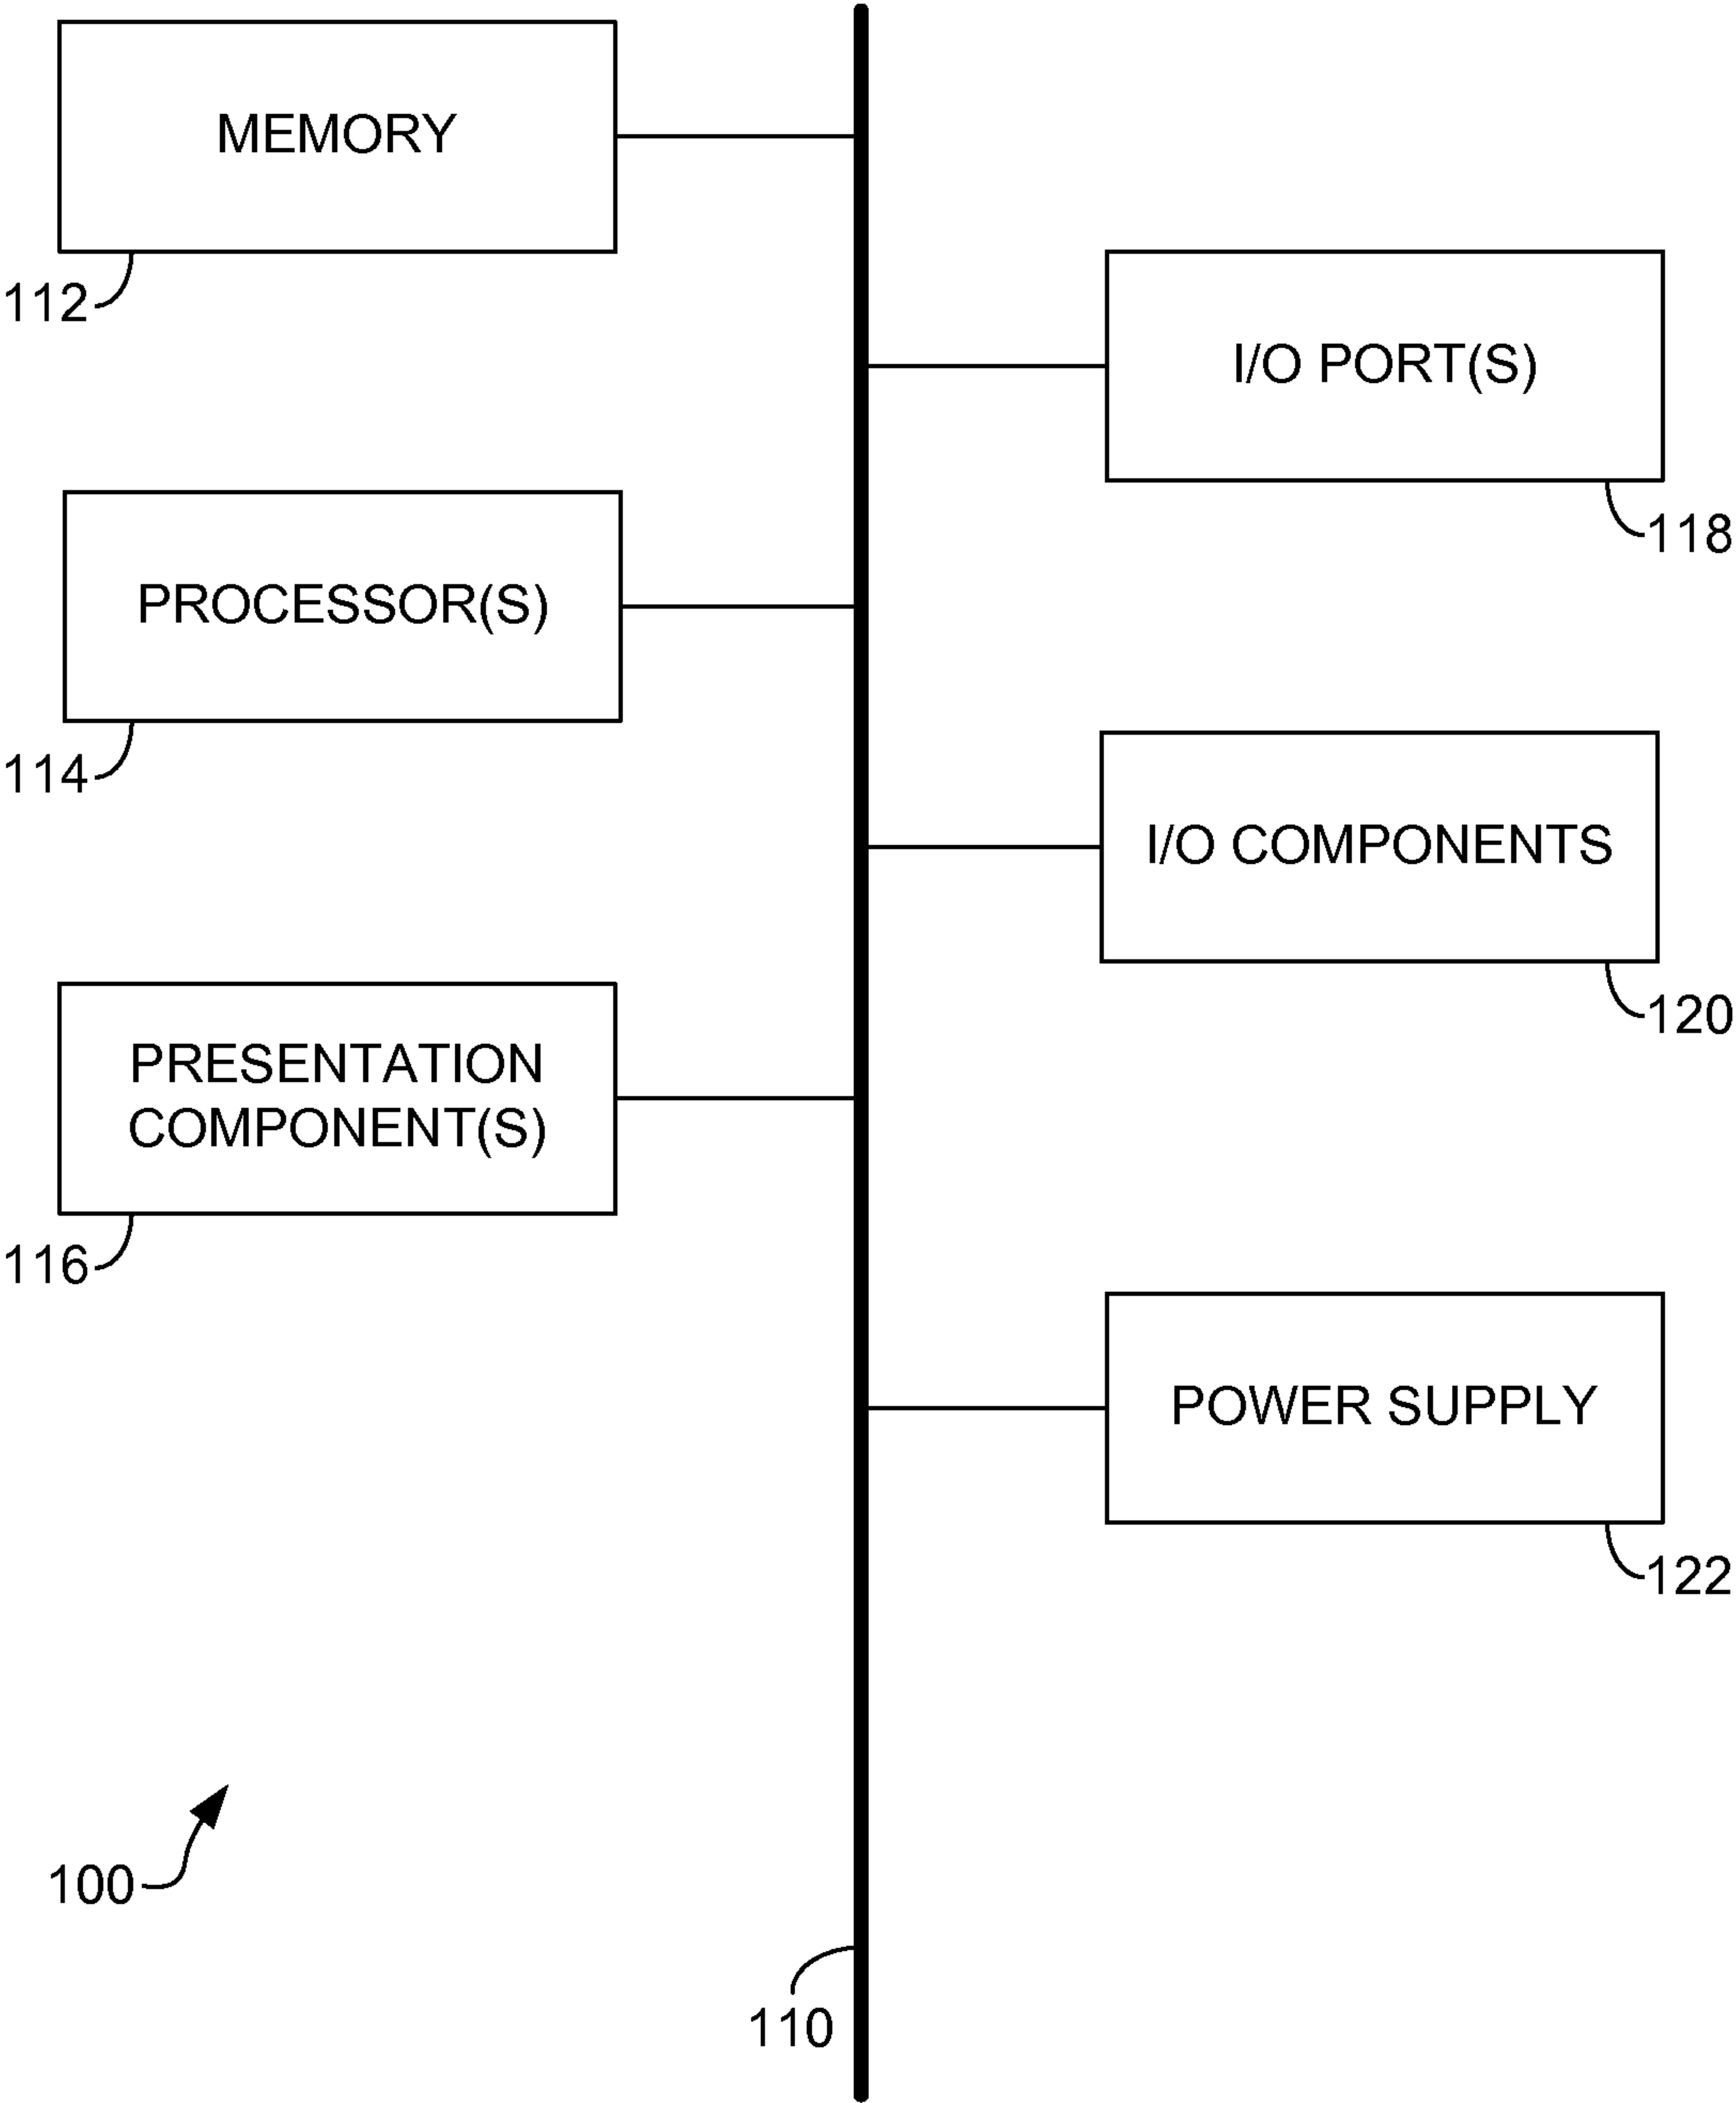 MEMORY
112
I/O PORT(S)
118
PROCESSOR(S)
114
I/O COMPONENTS
120
PRESENTATION
COMPONENT(S)
116
POWER SUPPLY
122
100
110